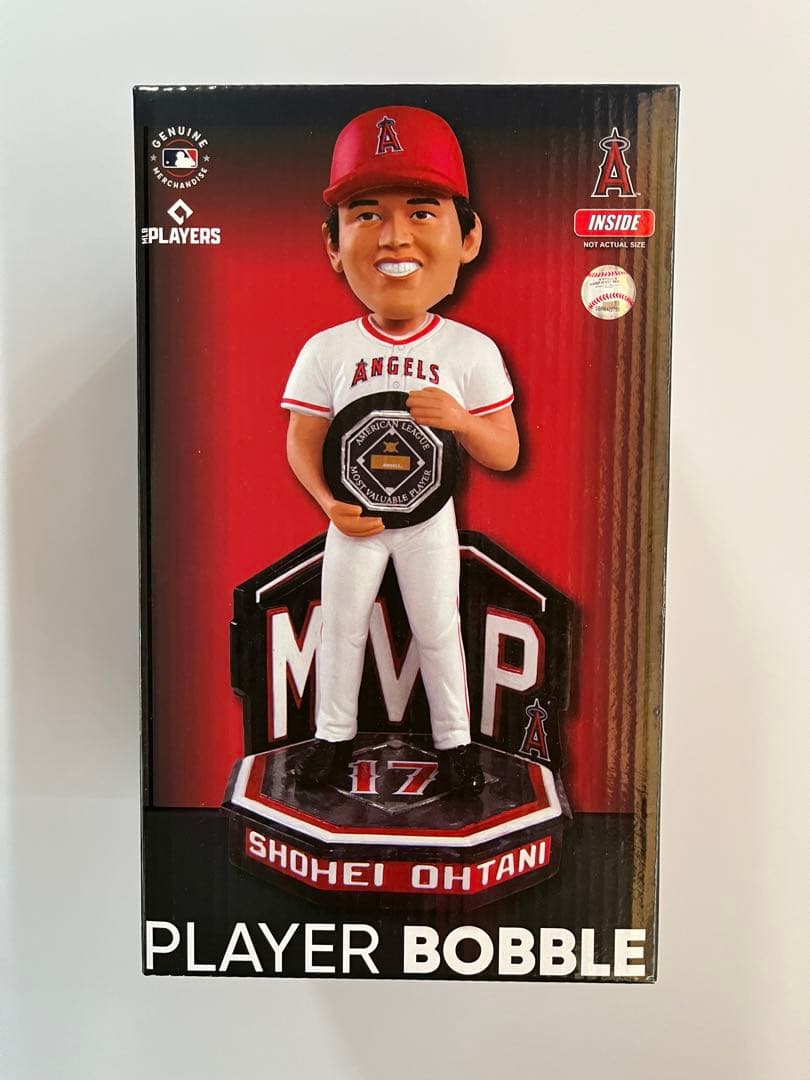 GENUINE
MERCHANDISE
MLB PLAYERS
A
INSIDE
NOT ACTUAL SIZE
A
ANGELS
AMERICAN LEAGUE
MOST VALUABLE PLAYER
MVP
A
17
SHOHEI OHTANI
PLAYER BOBBLE